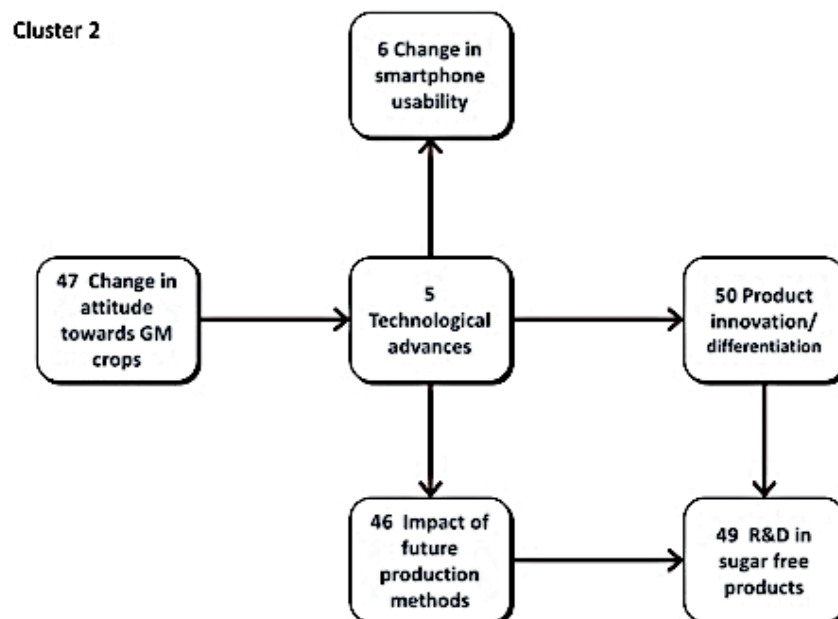 Cluster 2
6 Change in
smartphone
usability
47 Change in
attitude
towards GM
crops
5
Technological
advances
50 Product
innovation/
differentiation
46 Impact of
future
production
methods
49 R&D in
sugar free
products